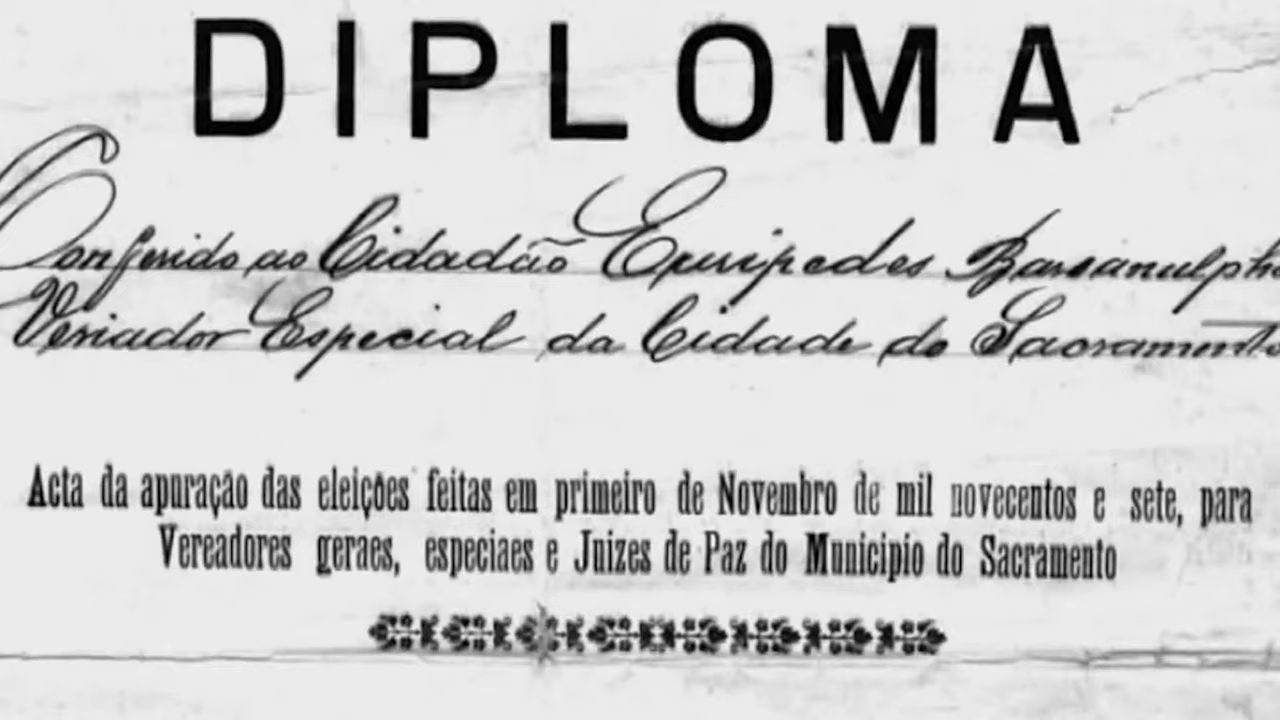 DIPLOMA
Conferido ao Cidadão Euripedes Barsanulpho
Veriador Especial da Cidade do Sacramento
Acta da apuração das eleições feitas em primeiro de Novembro de mil novecentos e sete, para
Vereadores geraes, especiaes e Juizes de Paz do Municipio do Sacramento